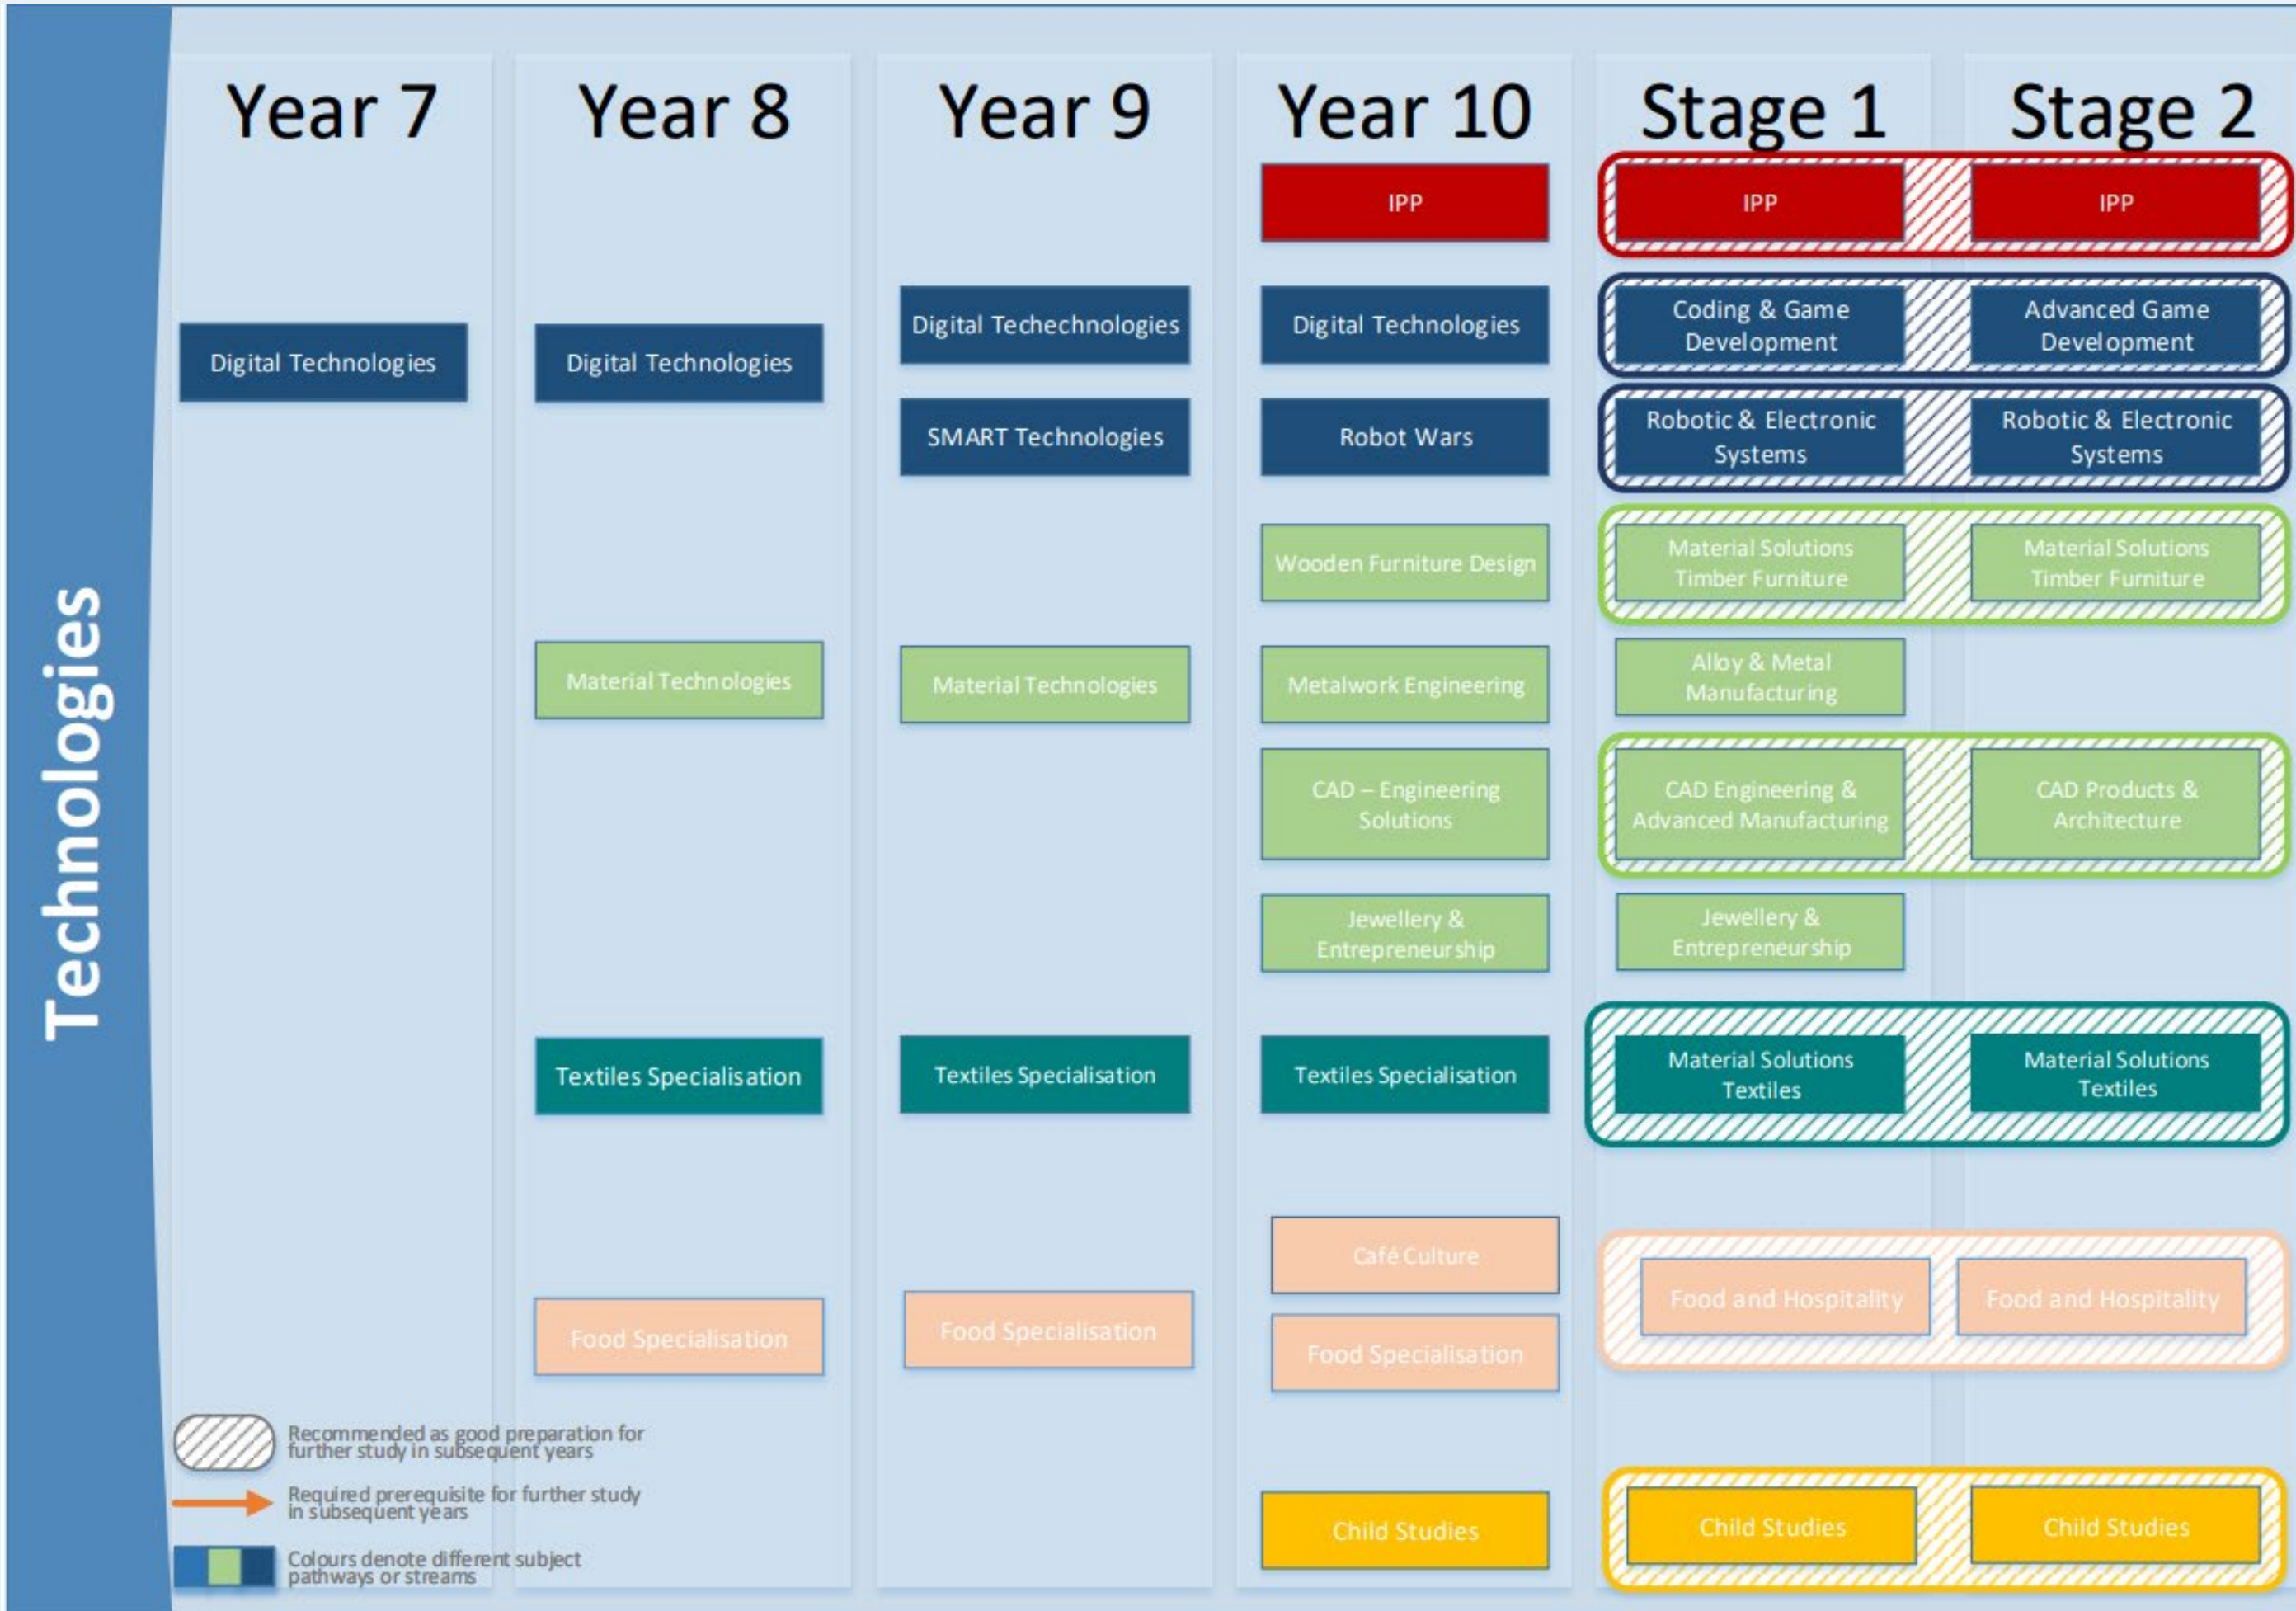 Technologies
Year 7
Year 8
Year 9
Year 10
Stage 1
Stage 2
IPP
IPP
IPP
Digital Technologies
Digital Technologies
Digital Techechnologies
Digital Technologies
Coding & Game
Development
Advanced Game
Development
SMART Technologies
Robot Wars
Robotic & Electronic
Systems
Robotic & Electronic
Systems
Wooden Furniture Design
Material Solutions
Timber Furniture
Material Solutions
Timber Furniture
Material Technologies
Material Technologies
Metalwork Engineering
Alloy & Metal
Manufacturing
CAD – Engineering
Solutions
CAD Engineering &
Advanced Manufacturing
CAD Products &
Architecture
Jewellery &
Entrepreneurship
Jewellery &
Entrepreneurship
Textiles Specialisation
Textiles Specialisation
Textiles Specialisation
Material Solutions
Textiles
Material Solutions
Textiles
Café Culture
Food Specialisation
Food Specialisation
Food Specialisation
Food and Hospitality
Food and Hospitality
Child Studies
Child Studies
Child Studies
Recommended as good preparation for
further study in subsequent years
Required prerequisite for further study
in subsequent years
Colours denote different subject
pathways or streams